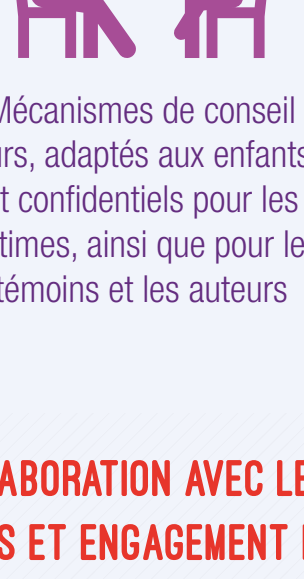 Mécanismes de conseil
urs, adaptés aux enfants
t confidentiels pour les
times, ainsi que pour le
témoins et les auteurs
ABORATION AVEC LE
S ET ENGAGEMENT